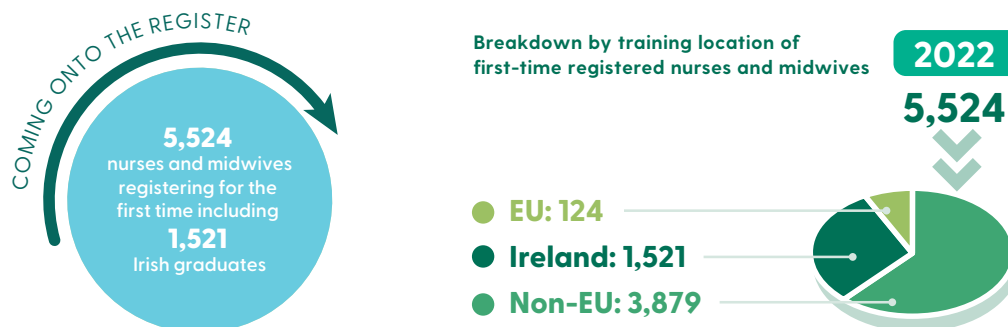 COMING ONTO THE REGISTER
5,524
nurses and midwives
registering for the
first time including
1,521
Irish graduates
Breakdown by training location of
first-time registered nurses and midwives
2022
5,524
EU: 124
Ireland: 1,521
Non-EU: 3,879